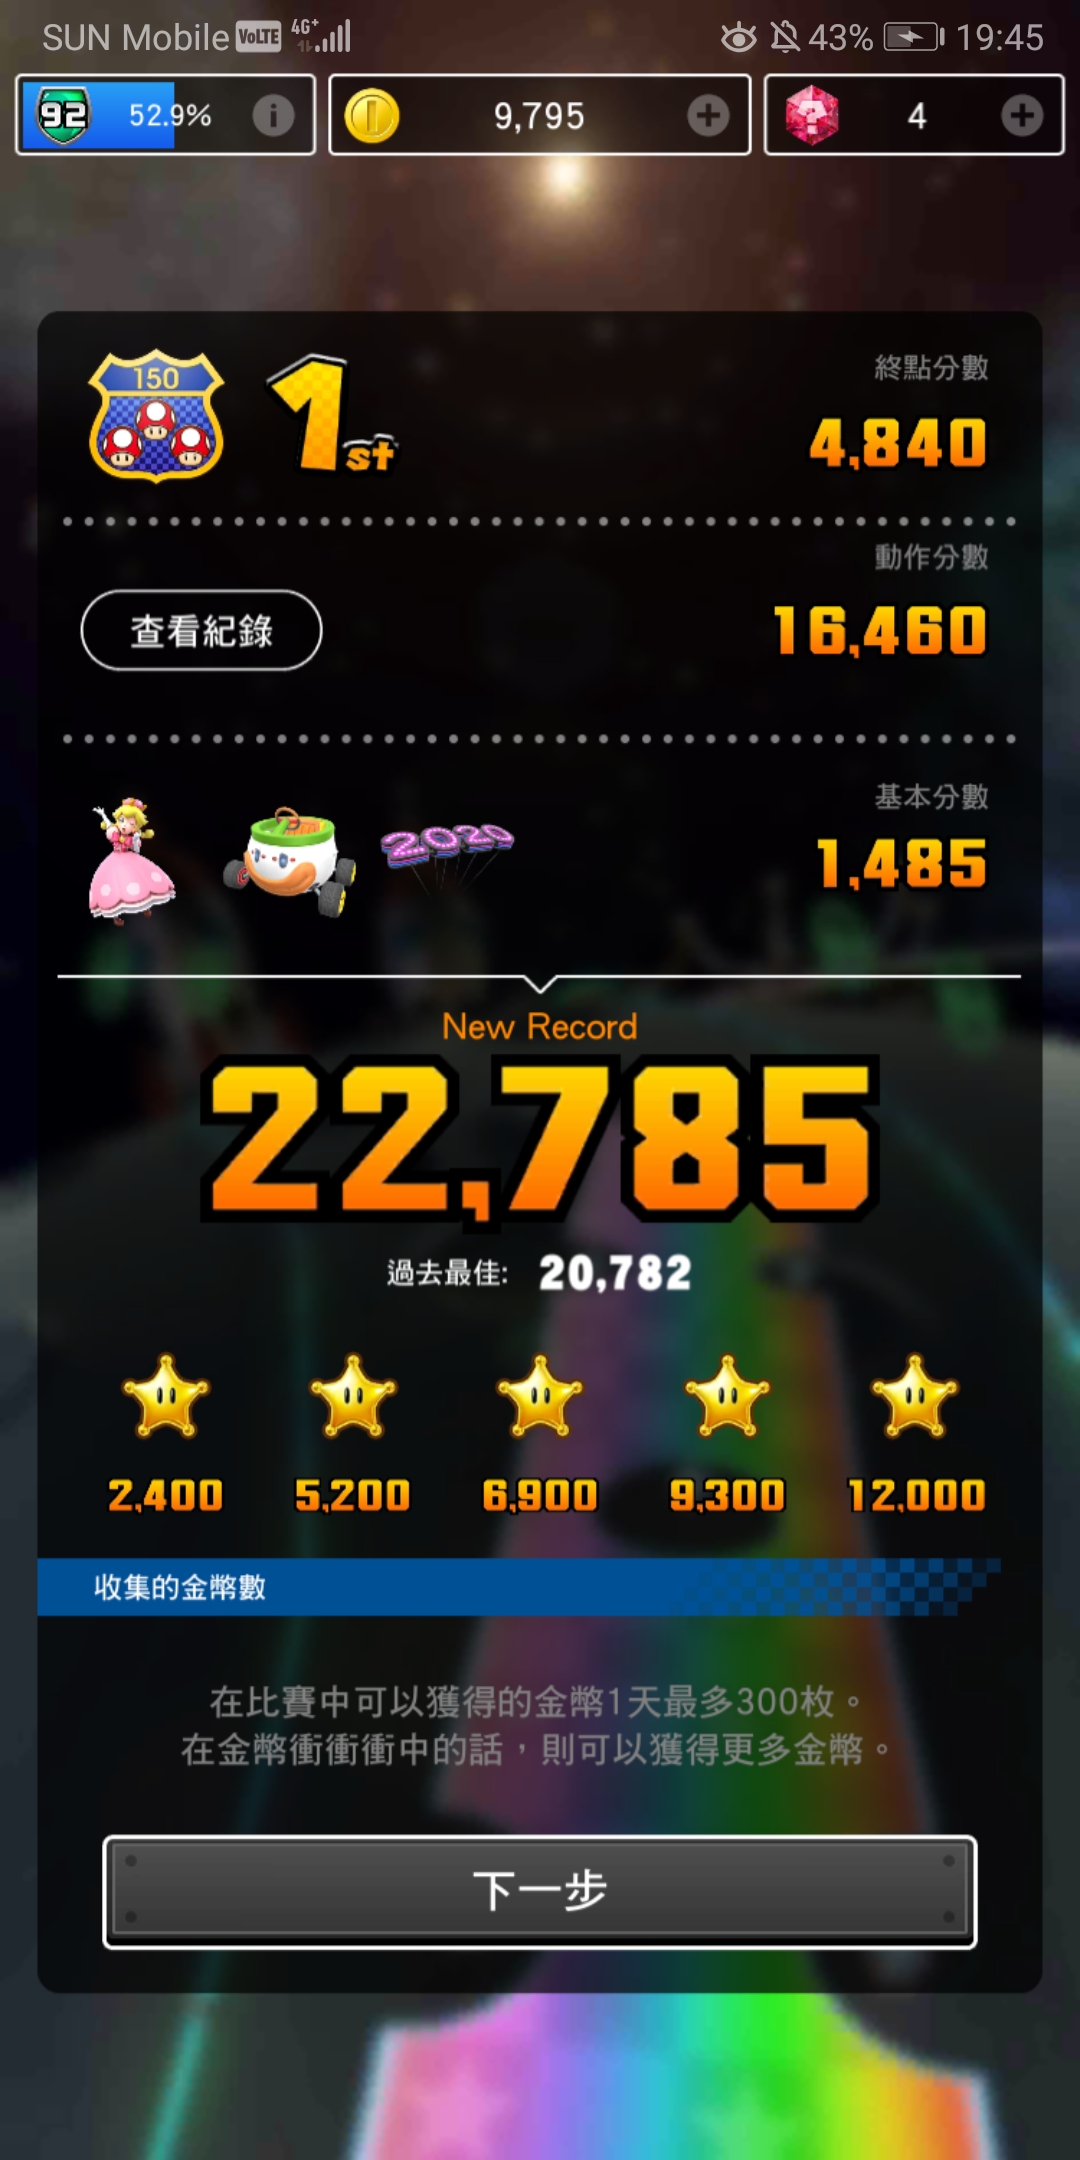 SUN Mobile VoLTE 4G+ 43% 19:45
92 52.9% i 9,795 + ? 4 +
150 1st 終點分數
4,840
動作分數
查看紀錄 16,460
基本分數
2020 1,485
New Record
22,785
過去最佳: 20,782
2,400 5,200 6,900 9,300 12,000
收集的金幣數
在比賽中可以獲得的金幣1天最多300枚。
在金幣衝衝衝中的話，則可以獲得更多金幣。
下一步